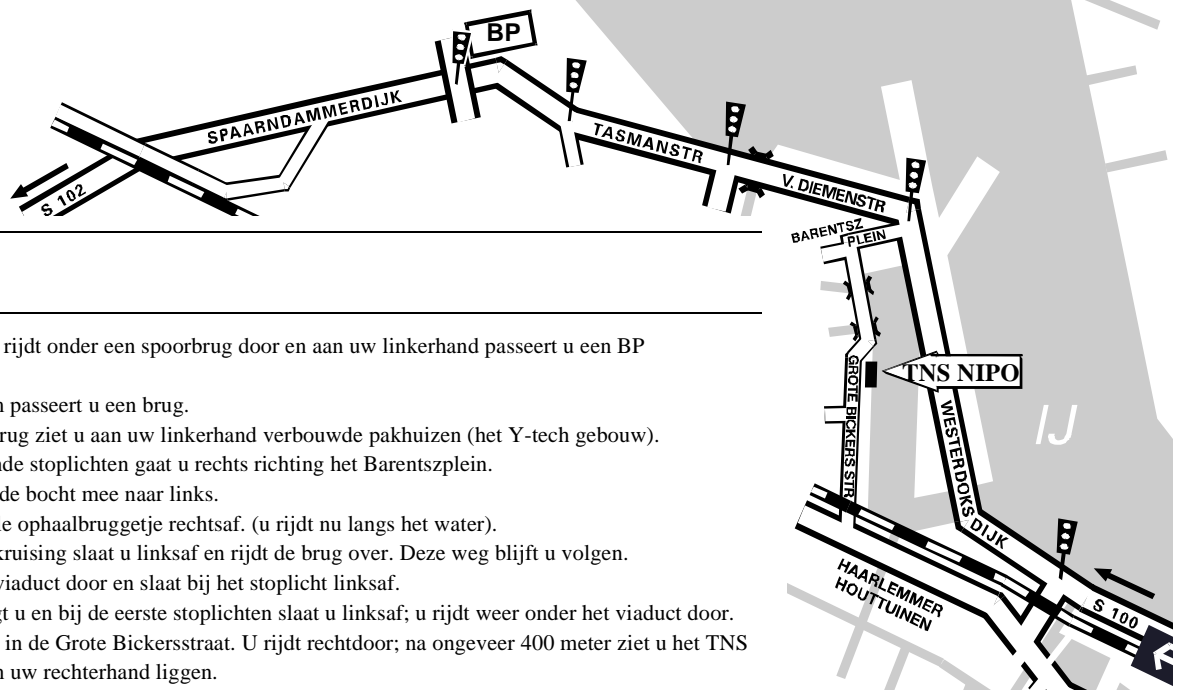 BP
SPAARNDAMMERDIJK
TASMANSTR
S 102
V. DIEMENSTR
BARENTSZ
PLEIN
rijdt onder een spoorbrug door en aan uw linkerhand passeert u een BP
passeert u een brug.
rug ziet u aan uw linkerhand verbouwde pakhuizen (het Y-tech gebouw).
nde stoplichten gaat u rechts richting het Barentszplein.
de bocht mee naar links.
le ophaalbruggetje rechtsaf. (u rijdt nu langs het water).
kruising slaat u linksaf en rijdt de brug over. Deze weg blijft u volgen.
viaduct door en slaat bij het stoplicht linksaf.
gt u en bij de eerste stoplichten slaat u linksaf; u rijdt weer onder het viaduct door.
in de Grote Bickersstraat. U rijdt rechtdoor; na ongeveer 400 meter ziet u het TNS
n uw rechterhand liggen.
TNS NIPO
GROTE BICKERS STR
WESTERDOKS DIJK
IJ
HAARLEMMER
HOUTTUINEN
S 100